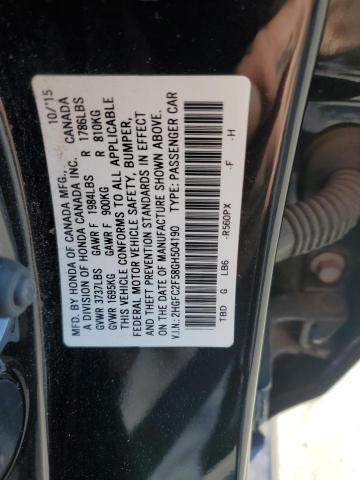 MFD. BY HONDA OF CANADA MFG., 10/'15
A DIVISION OF HONDA CANADA INC. CANADA
GVWR 3737LBS GAWR F 1984LBS R 1786LBS
GVWR 1695KG GAWR F 900KG R 810KG
THIS VEHICLE CONFORMS TO ALL APPLICABLE
FEDERAL MOTOR VEHICLE SAFETY, BUMPER,
AND THEFT PREVENTION STANDARDS IN EFFECT
ON THE DATE OF MANUFACTURE SHOWN ABOVE.
V.I.N.: 2HGFC2F58GH504190 TYPE: PASSENGER CAR
TBD G LB6 -R560PX -F -H